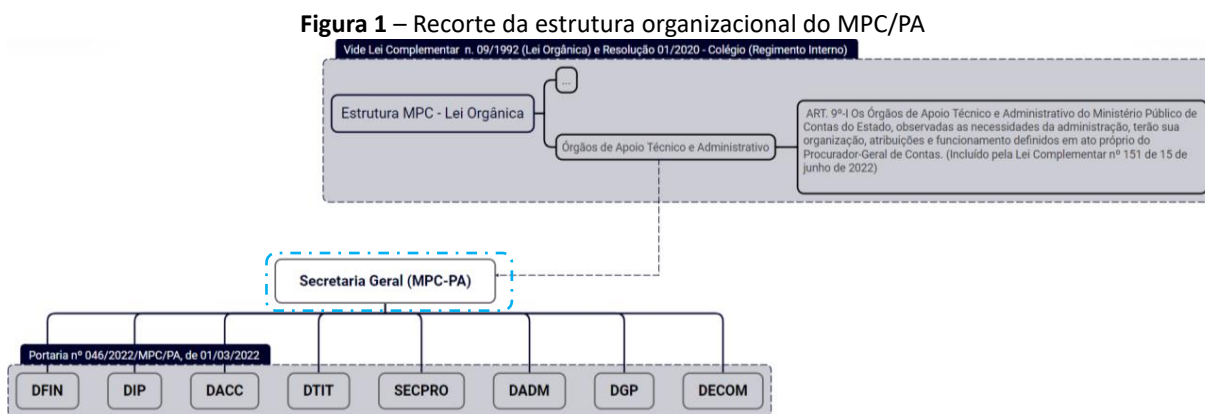 Figura 1 – Recorte da estrutura organizacional do MPC/PA
Vide Lei Complementar n. 09/1992 (Lei Orgânica) e Resolução 01/2020 - Colégio (Regimento Interno)
...
Estrutura MPC - Lei Orgânica
Órgãos de Apoio Técnico e Administrativo
ART. 9º-I Os Órgãos de Apoio Técnico e Administrativo do Ministério Público de
Contas do Estado, observadas as necessidades da administração, terão sua
organização, atribuições e funcionamento definidos em ato próprio do
Procurador-Geral de Contas. (Incluído pela Lei Complementar nº 151 de 15 de
junho de 2022)
Secretaria Geral (MPC-PA)
Portaria nº 046/2022/MPC/PA, de 01/03/2022
DFIN DIP DACC DTIT SECPRO DADM DGP DECOM